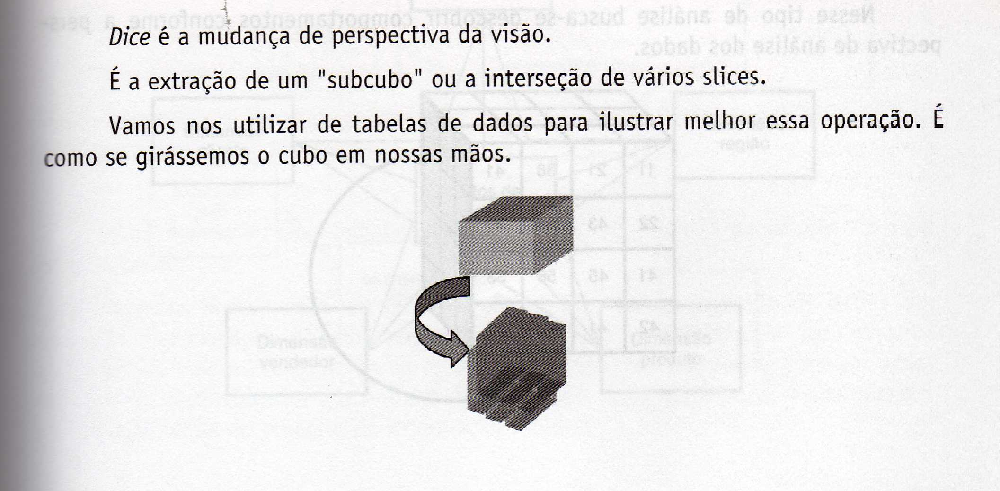 Dice é a mudança de perspectiva da visão.
É a extração de um "subcubo" ou a interseção de vários slices.
Vamos nos utilizar de tabelas de dados para ilustrar melhor essa operação. É
como se girássemos o cubo em nossas mãos.